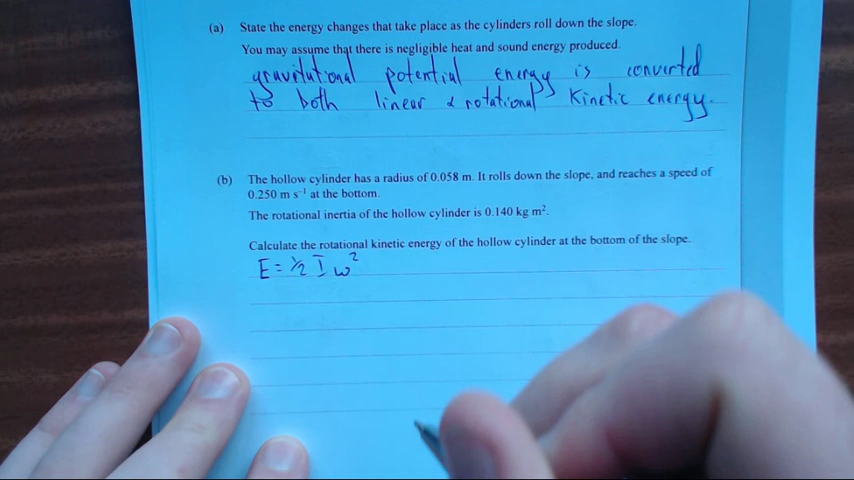 (a) State the energy changes that take place as the cylinders roll down the slope.
You may assume that there is negligible heat and sound energy produced.
gravitational potential energy is converted
to both linear & rotational kinetic energy.
(b) The hollow cylinder has a radius of 0.058 m. It rolls down the slope, and reaches a speed of
0.250 m s⁻¹ at the bottom.
The rotational inertia of the hollow cylinder is 0.140 kg m².
Calculate the rotational kinetic energy of the hollow cylinder at the bottom of the slope.
E = ½ I ω²